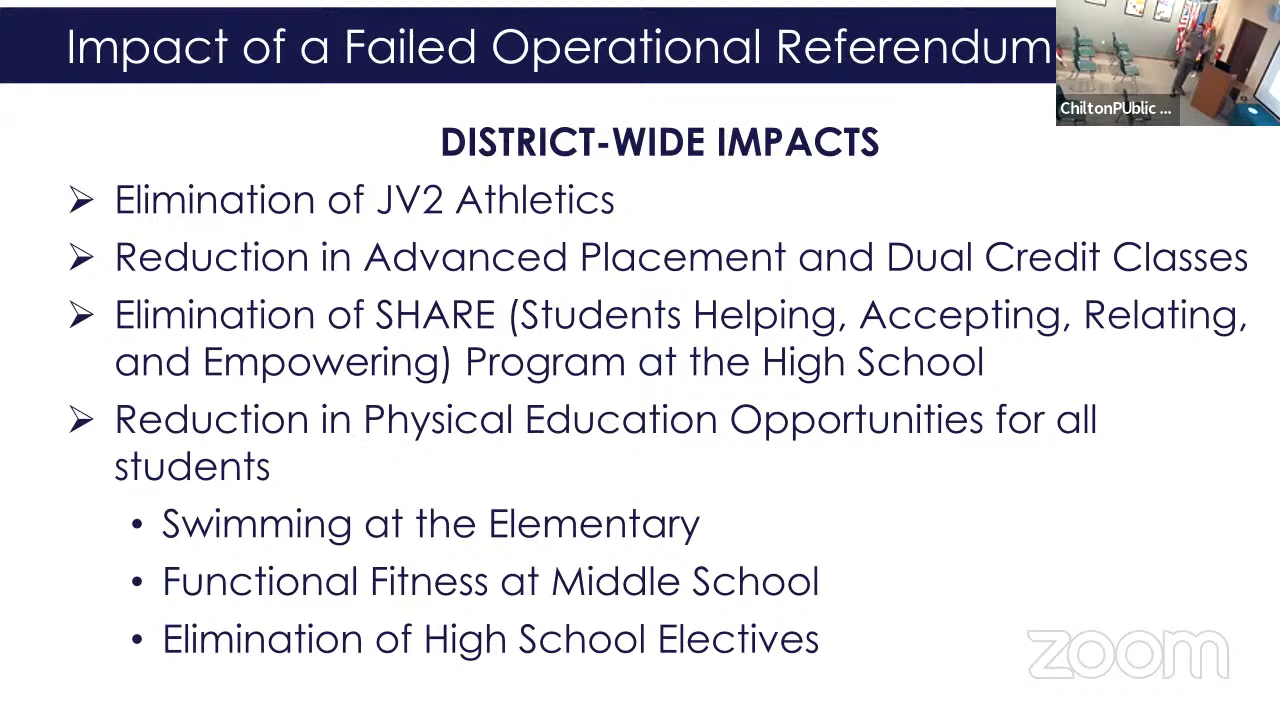 Impact of a Failed Operational Referendum
ChiltonPUblic ...
DISTRICT-WIDE IMPACTS
➢ Elimination of JV2 Athletics
➢ Reduction in Advanced Placement and Dual Credit Classes
➢ Elimination of SHARE (Students Helping, Accepting, Relating,
and Empowering) Program at the High School
➢ Reduction in Physical Education Opportunities for all
students
• Swimming at the Elementary
• Functional Fitness at Middle School
• Elimination of High School Electives
zoom